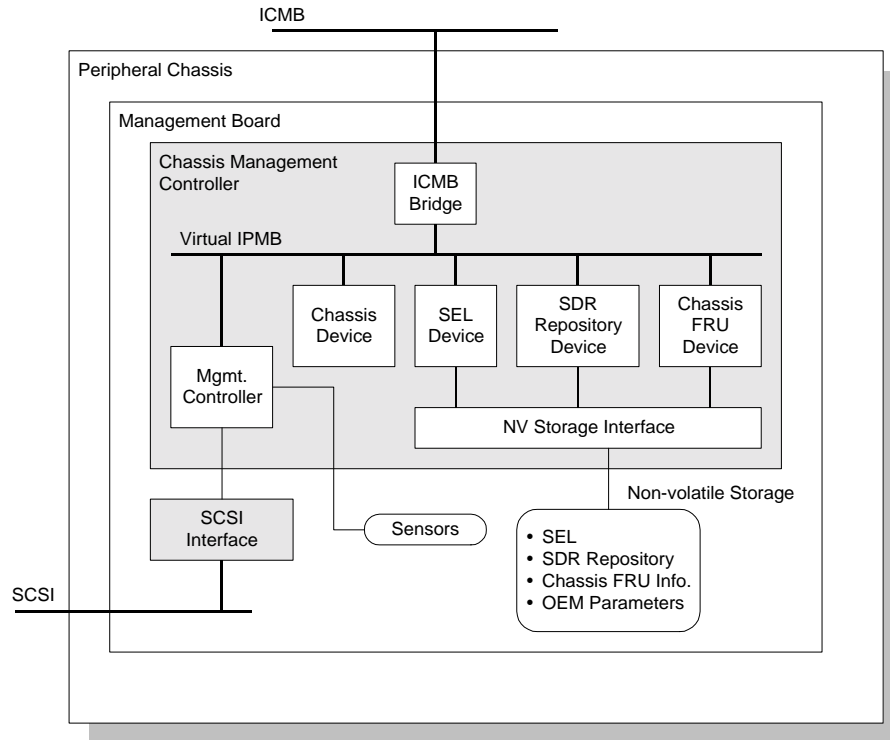 ICMB
Peripheral Chassis
Management Board
Chassis Management
Controller
ICMB
Bridge
Virtual IPMB
Chassis
Device
SEL
Device
SDR
Repository
Device
Chassis
FRU
Device
Mgmt.
Controller
NV Storage Interface
Non-volatile Storage
SCSI
Interface
Sensors
• SEL
• SDR Repository
• Chassis FRU Info.
• OEM Parameters
SCSI